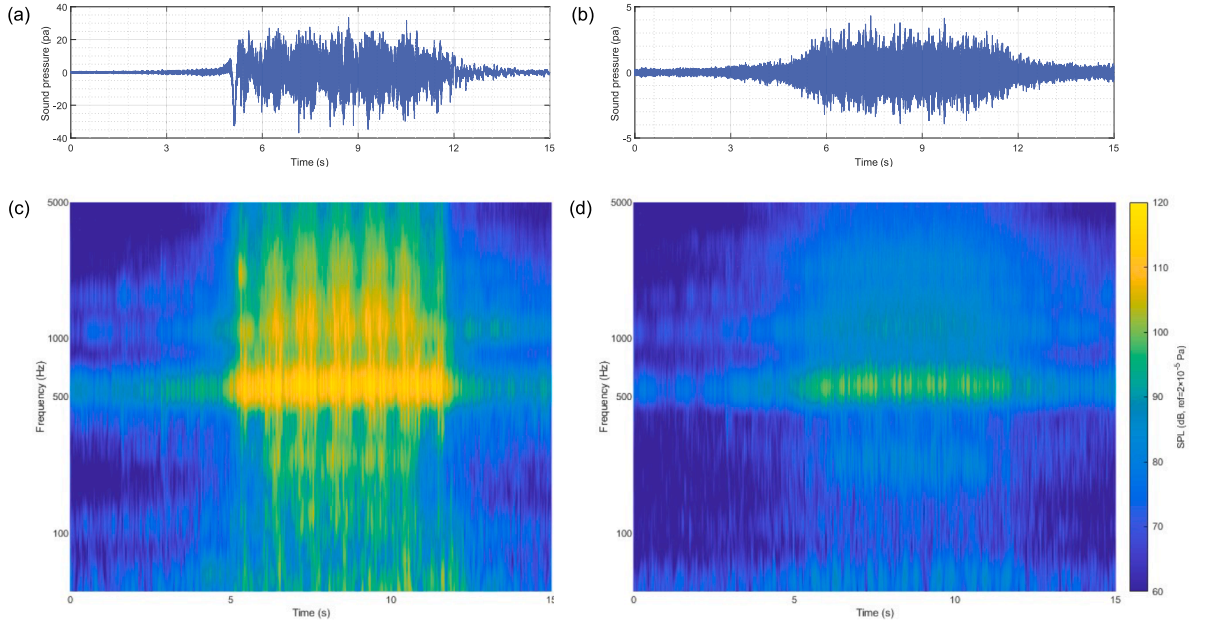 (a)
40
20
0
-20
-40
Sound pressure (pa)
0 3 6 9 12 15
Time (s)
(b)
5
0
-5
Sound pressure (pa)
0 3 6 9 12 15
Time (s)
(c)
5000
1000
500
100
Frequency (Hz)
0 5 10 15
Time (s)
(d)
5000
1000
500
100
Frequency (Hz)
0 5 10 15
Time (s)
120
110
100
90
80
70
60
SPL (dB, ref=2×10⁻⁵ Pa)